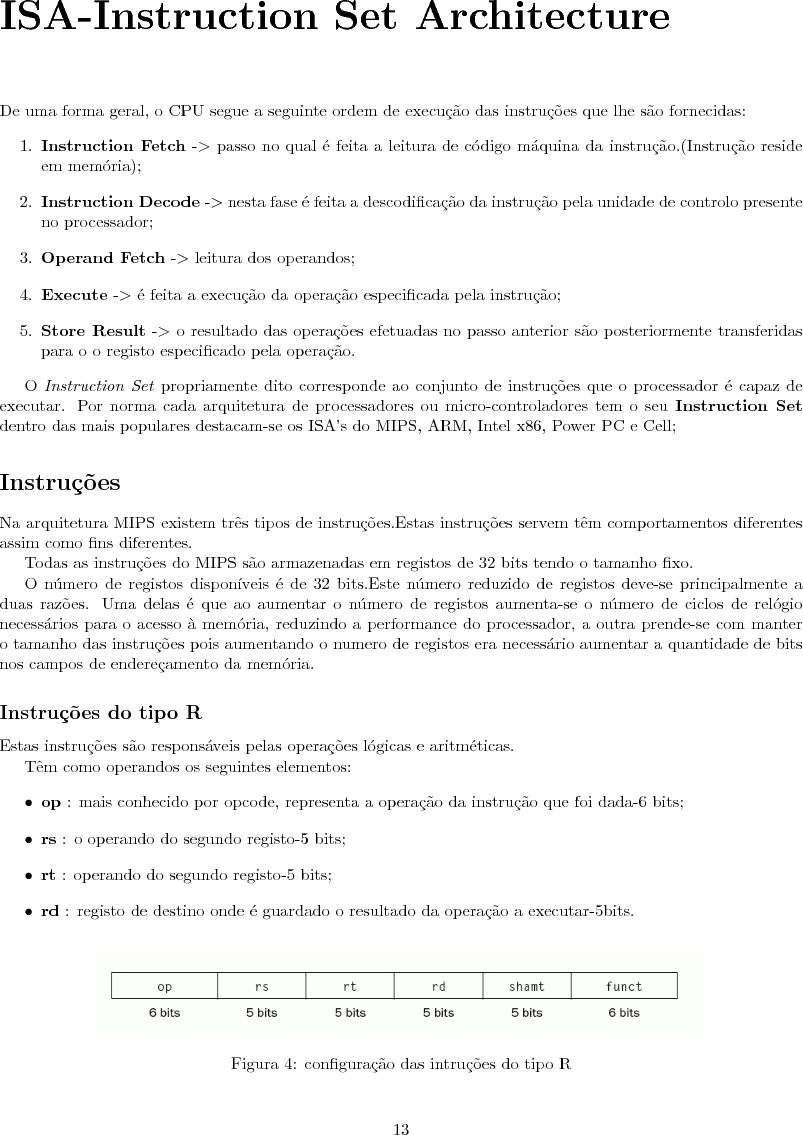 ISA-Instruction Set Architecture
De uma forma geral, o CPU segue a seguinte ordem de execução das instruções que lhe são fornecidas:
1. Instruction Fetch -> passo no qual é feita a leitura de código máquina da instrução.(Instrução reside
em memória);
2. Instruction Decode -> nesta fase é feita a descodificação da instrução pela unidade de controlo presente
no processador;
3. Operand Fetch -> leitura dos operandos;
4. Execute -> é feita a execução da operação especificada pela instrução;
5. Store Result -> o resultado das operações efetuadas no passo anterior são posteriormente transferidas
para o o registo especificado pela operação.
O Instruction Set propriamente dito corresponde ao conjunto de instruções que o processador é capaz de
executar. Por norma cada arquitetura de processadores ou micro-controladores tem o seu Instruction Set
dentro das mais populares destacam-se os ISA's do MIPS, ARM, Intel x86, Power PC e Cell;
Instruções
Na arquitetura MIPS existem três tipos de instruções.Estas instruções servem têm comportamentos diferentes
assim como fins diferentes.
Todas as instruções do MIPS são armazenadas em registos de 32 bits tendo o tamanho fixo.
O número de registos disponíveis é de 32 bits.Este número reduzido de registos deve-se principalmente a
duas razões. Uma delas é que ao aumentar o número de registos aumenta-se o número de ciclos de relógio
necessários para o acesso à memória, reduzindo a performance do processador, a outra prende-se com manter
o tamanho das instruções pois aumentando o numero de registos era necessário aumentar a quantidade de bits
nos campos de endereçamento da memória.
Instruções do tipo R
Estas instruções são responsáveis pelas operações lógicas e aritméticas.
Têm como operandos os seguintes elementos:
• op : mais conhecido por opcode, representa a operação da instrução que foi dada-6 bits;
• rs : o operando do segundo registo-5 bits;
• rt : operando do segundo registo-5 bits;
• rd : registo de destino onde é guardado o resultado da operação a executar-5bits.
op rs rt rd shamt funct
6 bits 5 bits 5 bits 5 bits 5 bits 6 bits
Figura 4: configuração das intruções do tipo R
13